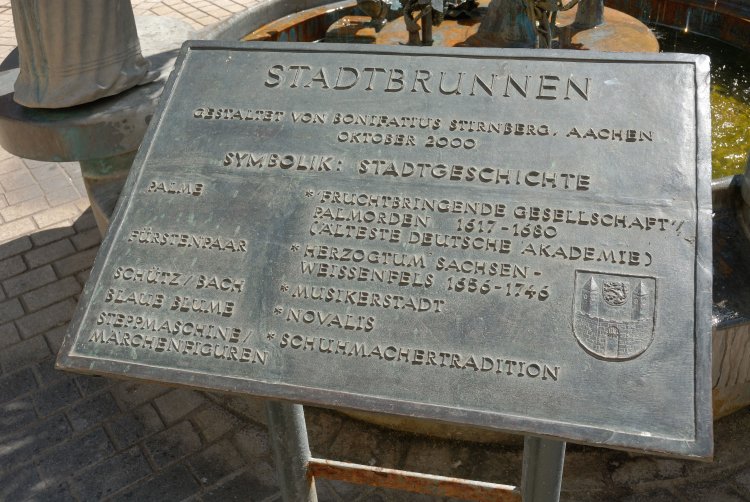 STADTBRUNNEN
GESTALTET VON BONIFATIUS STIRNBERG, AACHEN
OKTOBER 2000
SYMBOLIK: STADTGESCHICHTE
PALME
* "FRUCHTBRINGENDE GESELLSCHAFT"/
PALMORDEN 1617-1680
(ÄLTESTE DEUTSCHE AKADEMIE)
FÜRSTENPAAR
* HERZOGTUM SACHSEN-
WEISSENFELS 1656-1746
SCHÜTZ/BACH
* MUSIKERSTADT
BLAUE BLUME
* NOVALIS
STEPPMASCHINE/
MÄRCHENFIGUREN
* SCHUHMACHERTRADITION